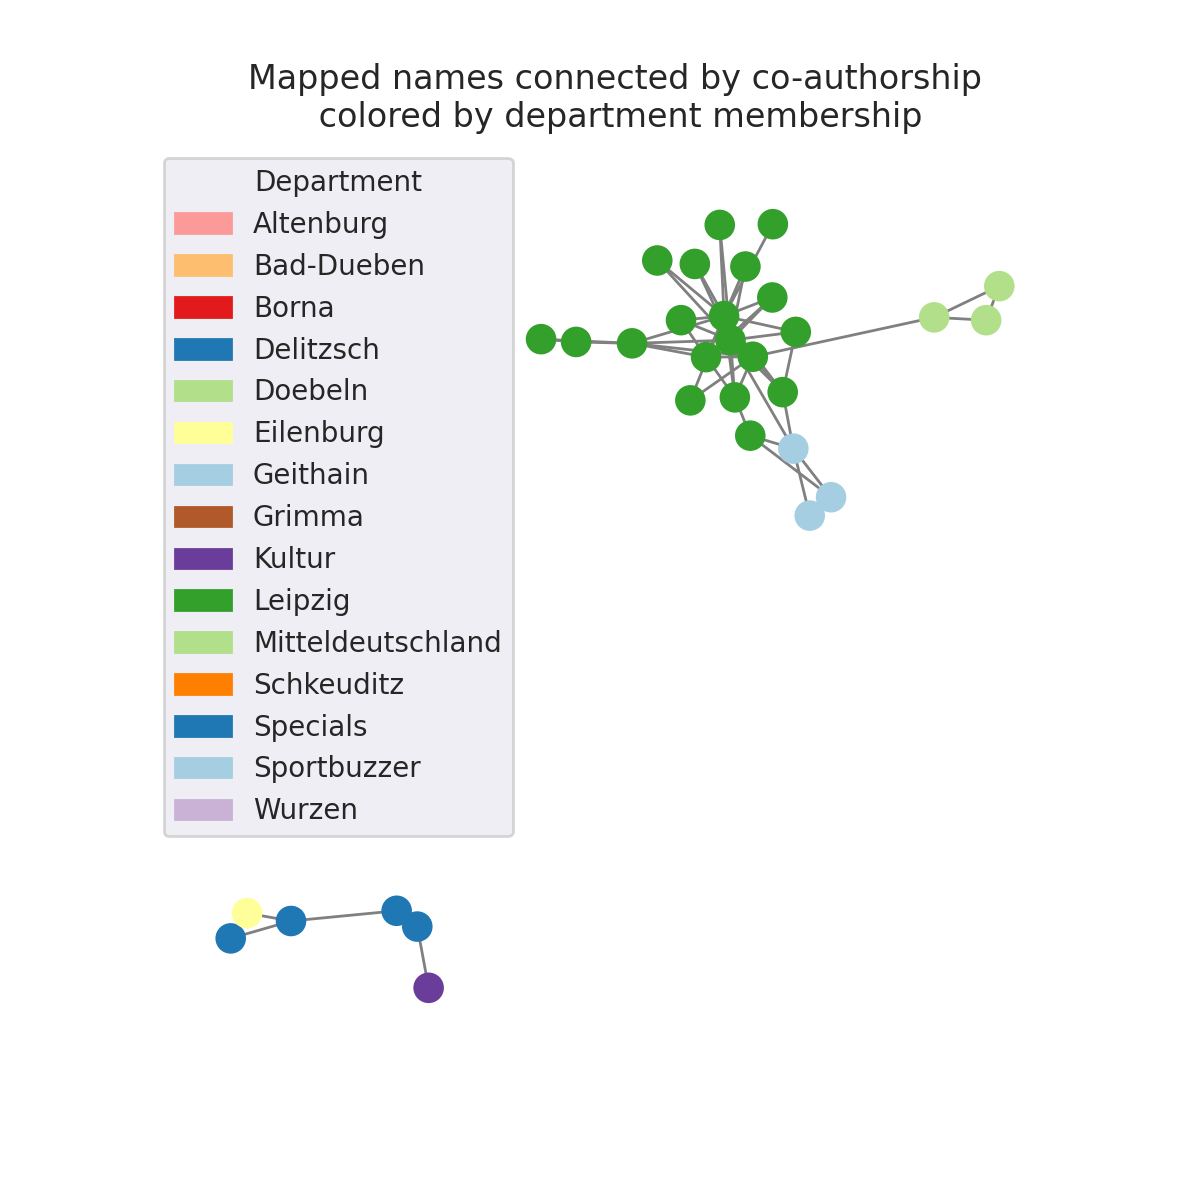 Mapped names connected by co-authorship
colored by department membership
Department
Altenburg
Bad-Dueben
Borna
Delitzsch
Doebeln
Eilenburg
Geithain
Grimma
Kultur
Leipzig
Mitteldeutschland
Schkeuditz
Specials
Sportbuzzer
Wurzen